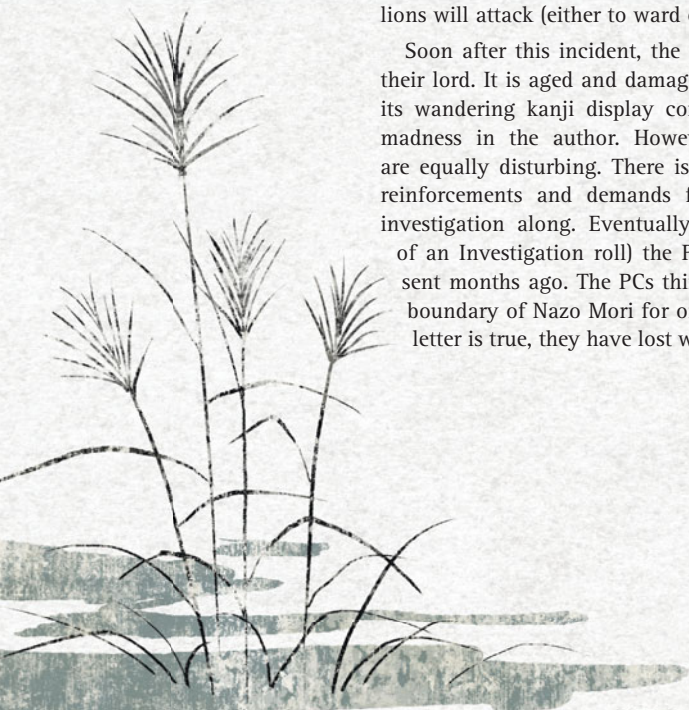 lions will attack (either to ward
Soon after this incident, the
their lord. It is aged and damag
its wandering kanji display co
madness in the author. Howe
are equally disturbing. There is
reinforcements and demands
investigation along. Eventually
of an Investigation roll) the
sent months ago. The PCs thi
boundary of Nazo Mori for o
letter is true, they have lost w